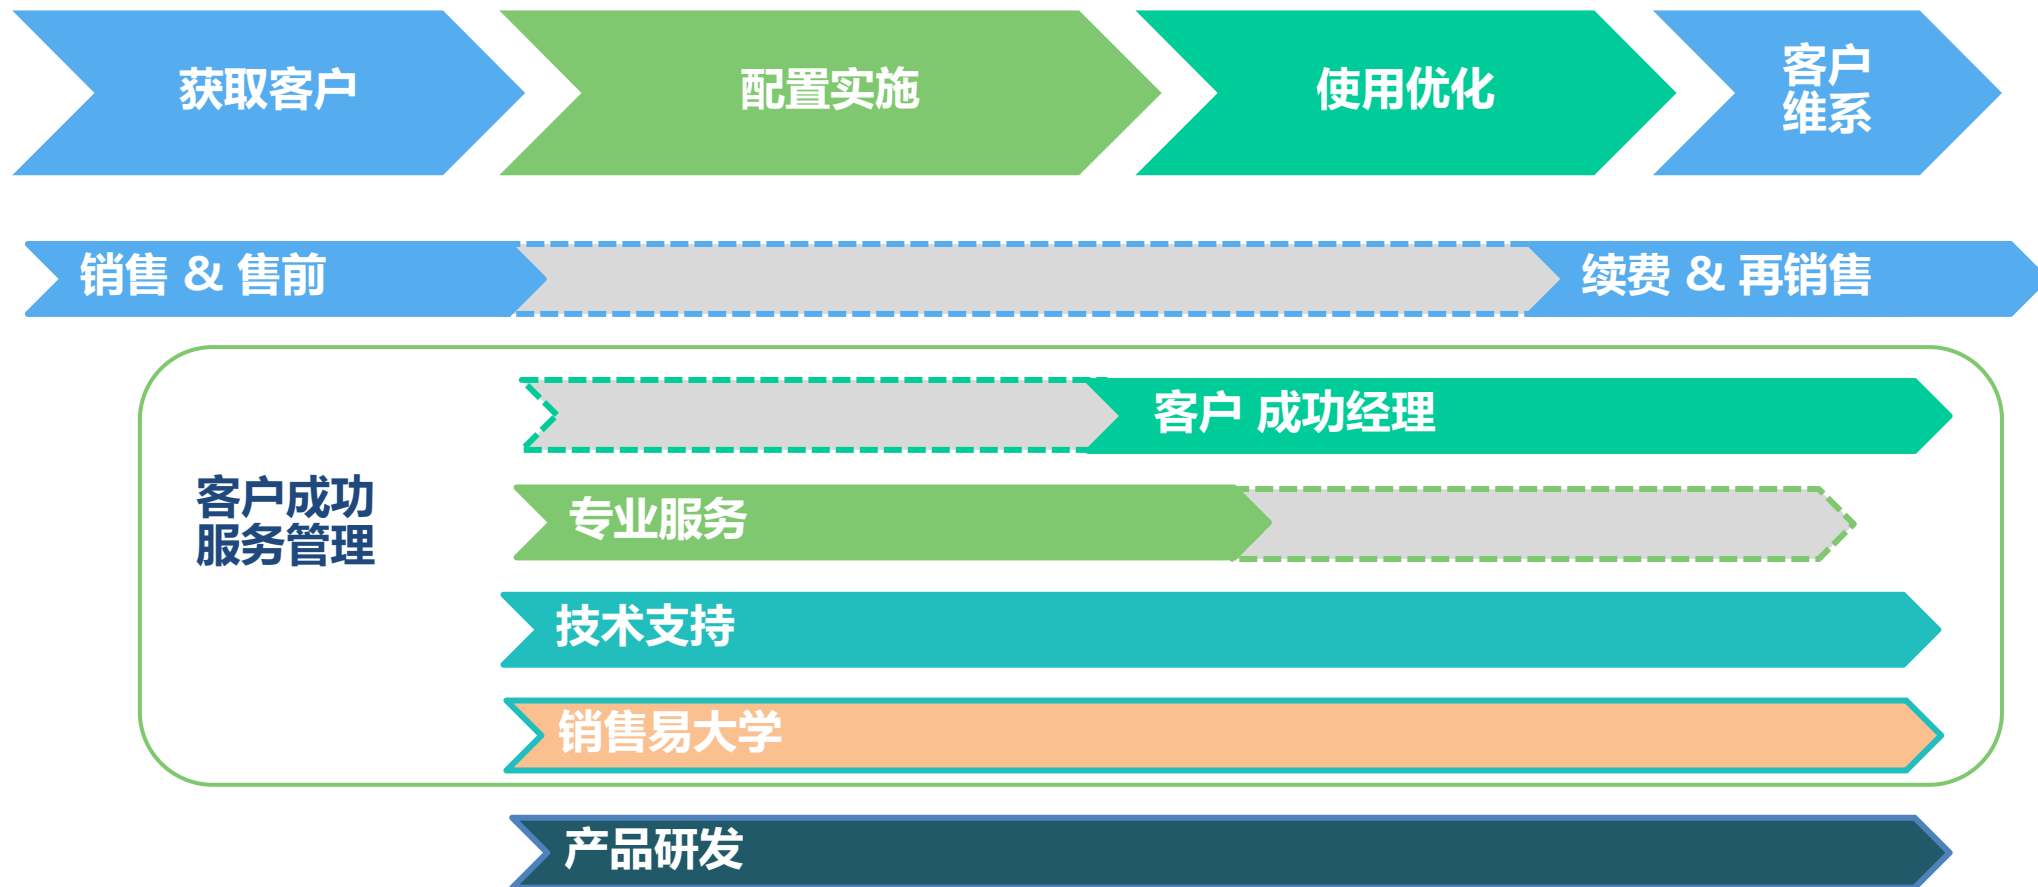 获取客户
配置实施
使用优化
客户
维系
销售 & 售前
续费 & 再销售
客户 成功经理
客户成功
服务管理
专业服务
技术支持
销售易大学
产品研发